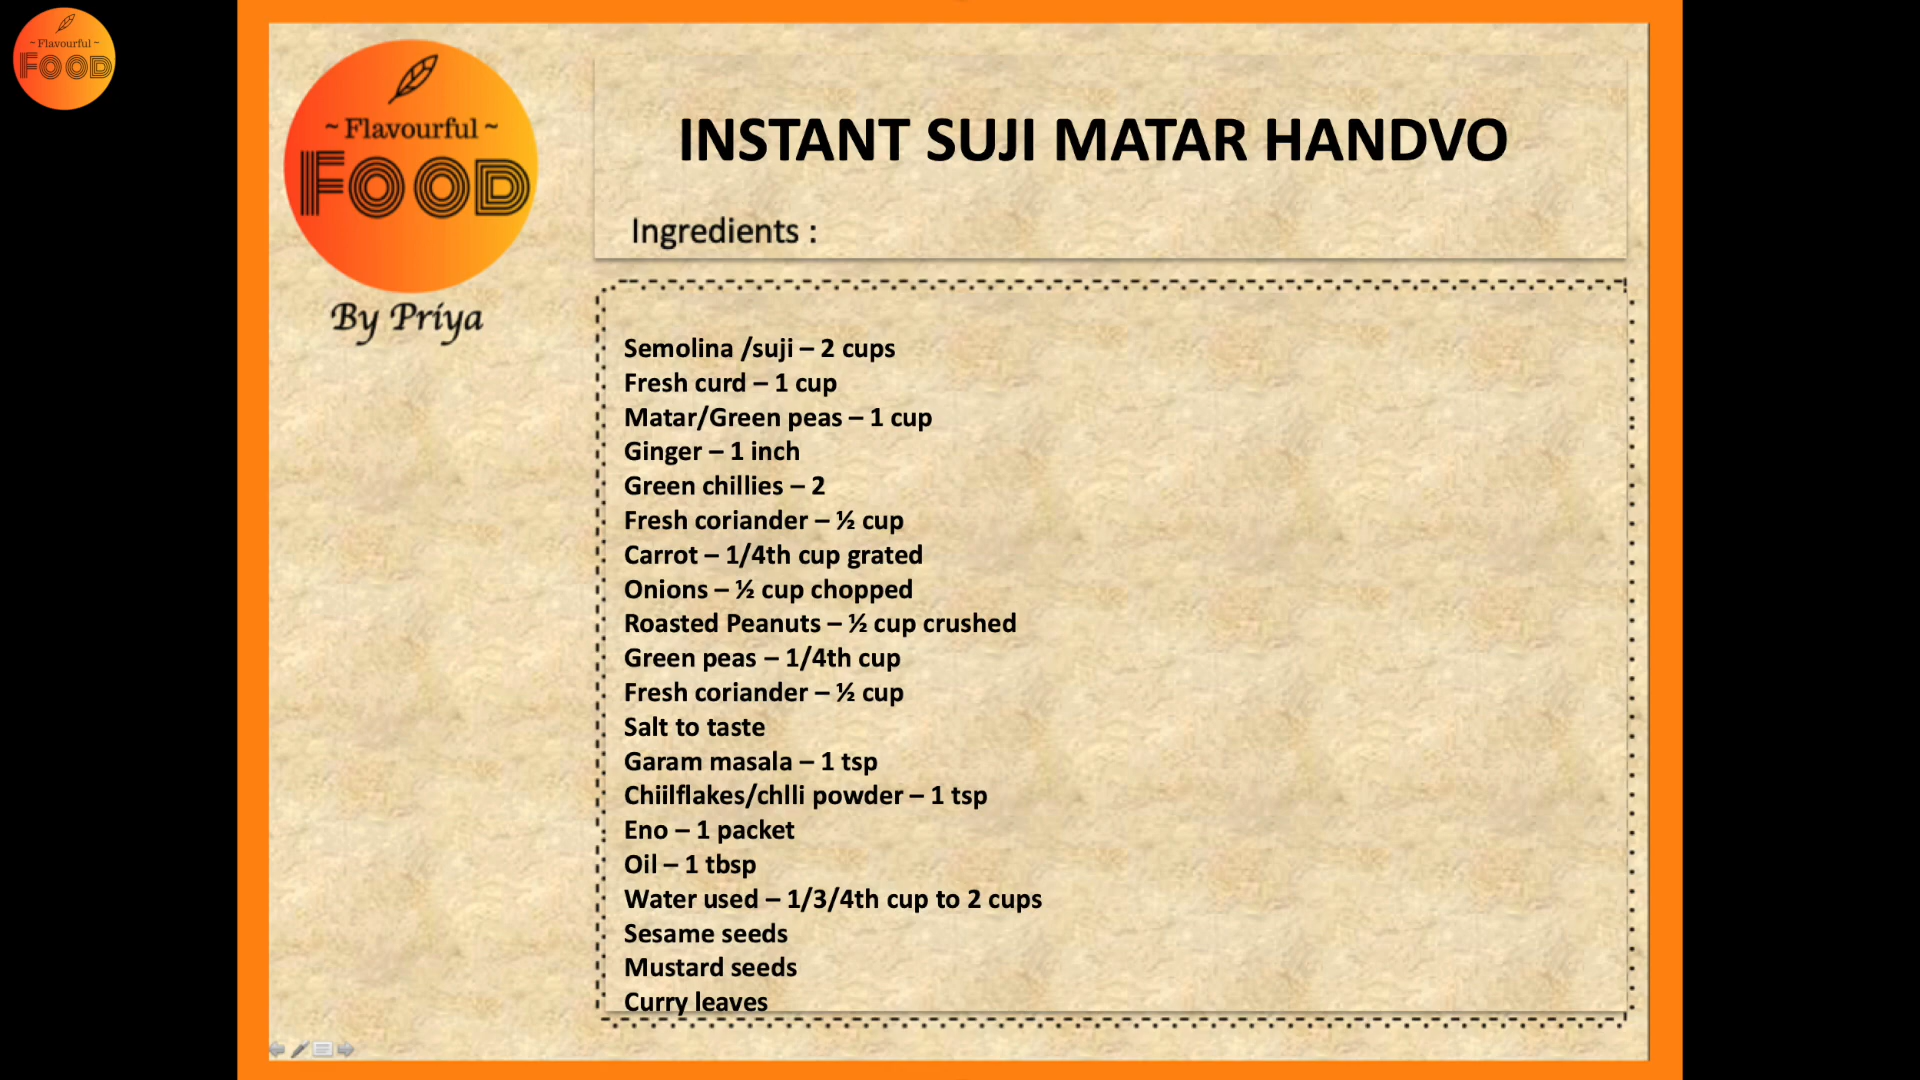 ~ Flavourful ~
FOOD
~ Flavourful ~
FOOD
By Priya
INSTANT SUJI MATAR HANDVO
Ingredients :
Semolina /suji – 2 cups
Fresh curd – 1 cup
Matar/Green peas – 1 cup
Ginger – 1 inch
Green chillies – 2
Fresh coriander – ½ cup
Carrot – 1/4th cup grated
Onions – ½ cup chopped
Roasted Peanuts – ½ cup crushed
Green peas – 1/4th cup
Fresh coriander – ½ cup
Salt to taste
Garam masala – 1 tsp
Chiilflakes/chlli powder – 1 tsp
Eno – 1 packet
Oil – 1 tbsp
Water used – 1/3/4th cup to 2 cups
Sesame seeds
Mustard seeds
Curry leaves